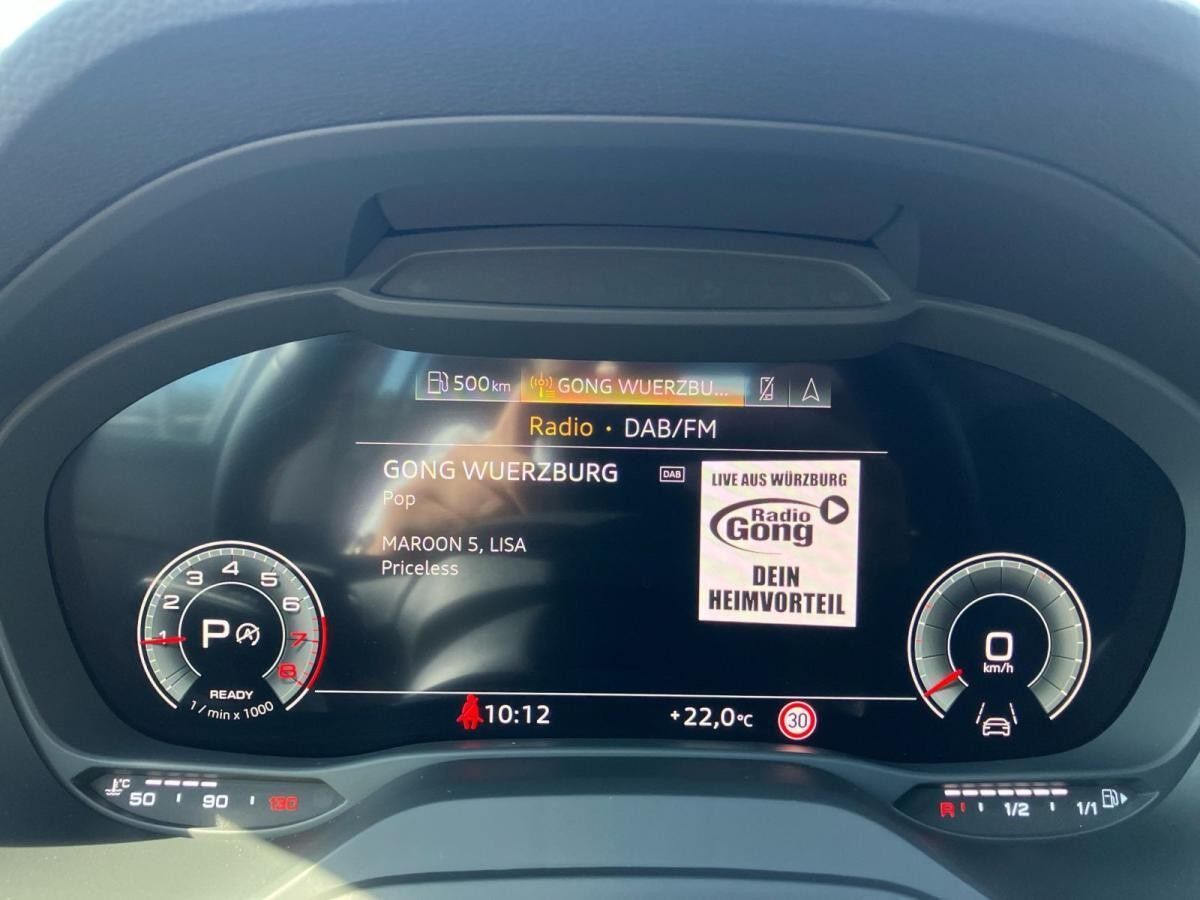 500 km
GONG WUERZBU...
Radio • DAB/FM
GONG WUERZBURG
DAB
Pop
MAROON 5, LISA
Priceless
LIVE AUS WÜRZBURG
Radio
Gong
DEIN
HEIMVORTEIL
1 2 3 4 5 6 7 8
P
A
READY
1 / min x 1000
0
km/h
10:12
+22,0°C
30
°C
50 90 130
R 1/2 1/1